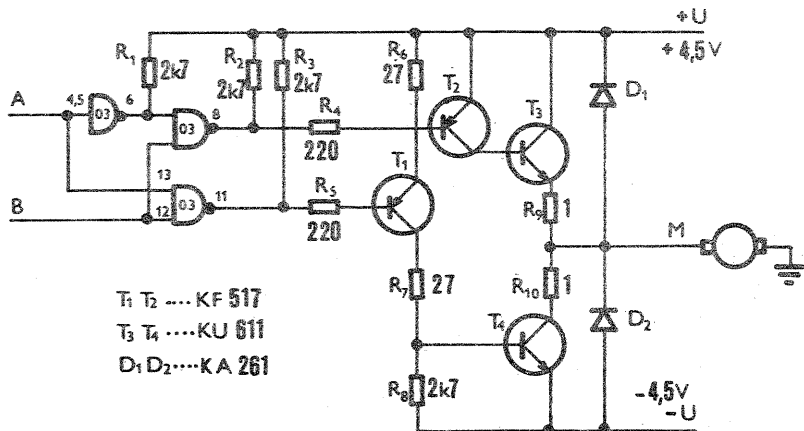 +U
+4,5V
R1
2k7
R2
2k7
R3
2k7
R6
27
D1
A
4,5
03
6
T2
T3
03
8
R4
220
T1
13
B
12
03
11
R5
220
R9
1
M
R7
27
R10
1
T1 T2 .... KF 517
T3 T4 ..... KU 611
D1 D2 .... KA 261
T4
D2
R8
2k7
-4,5V
-U